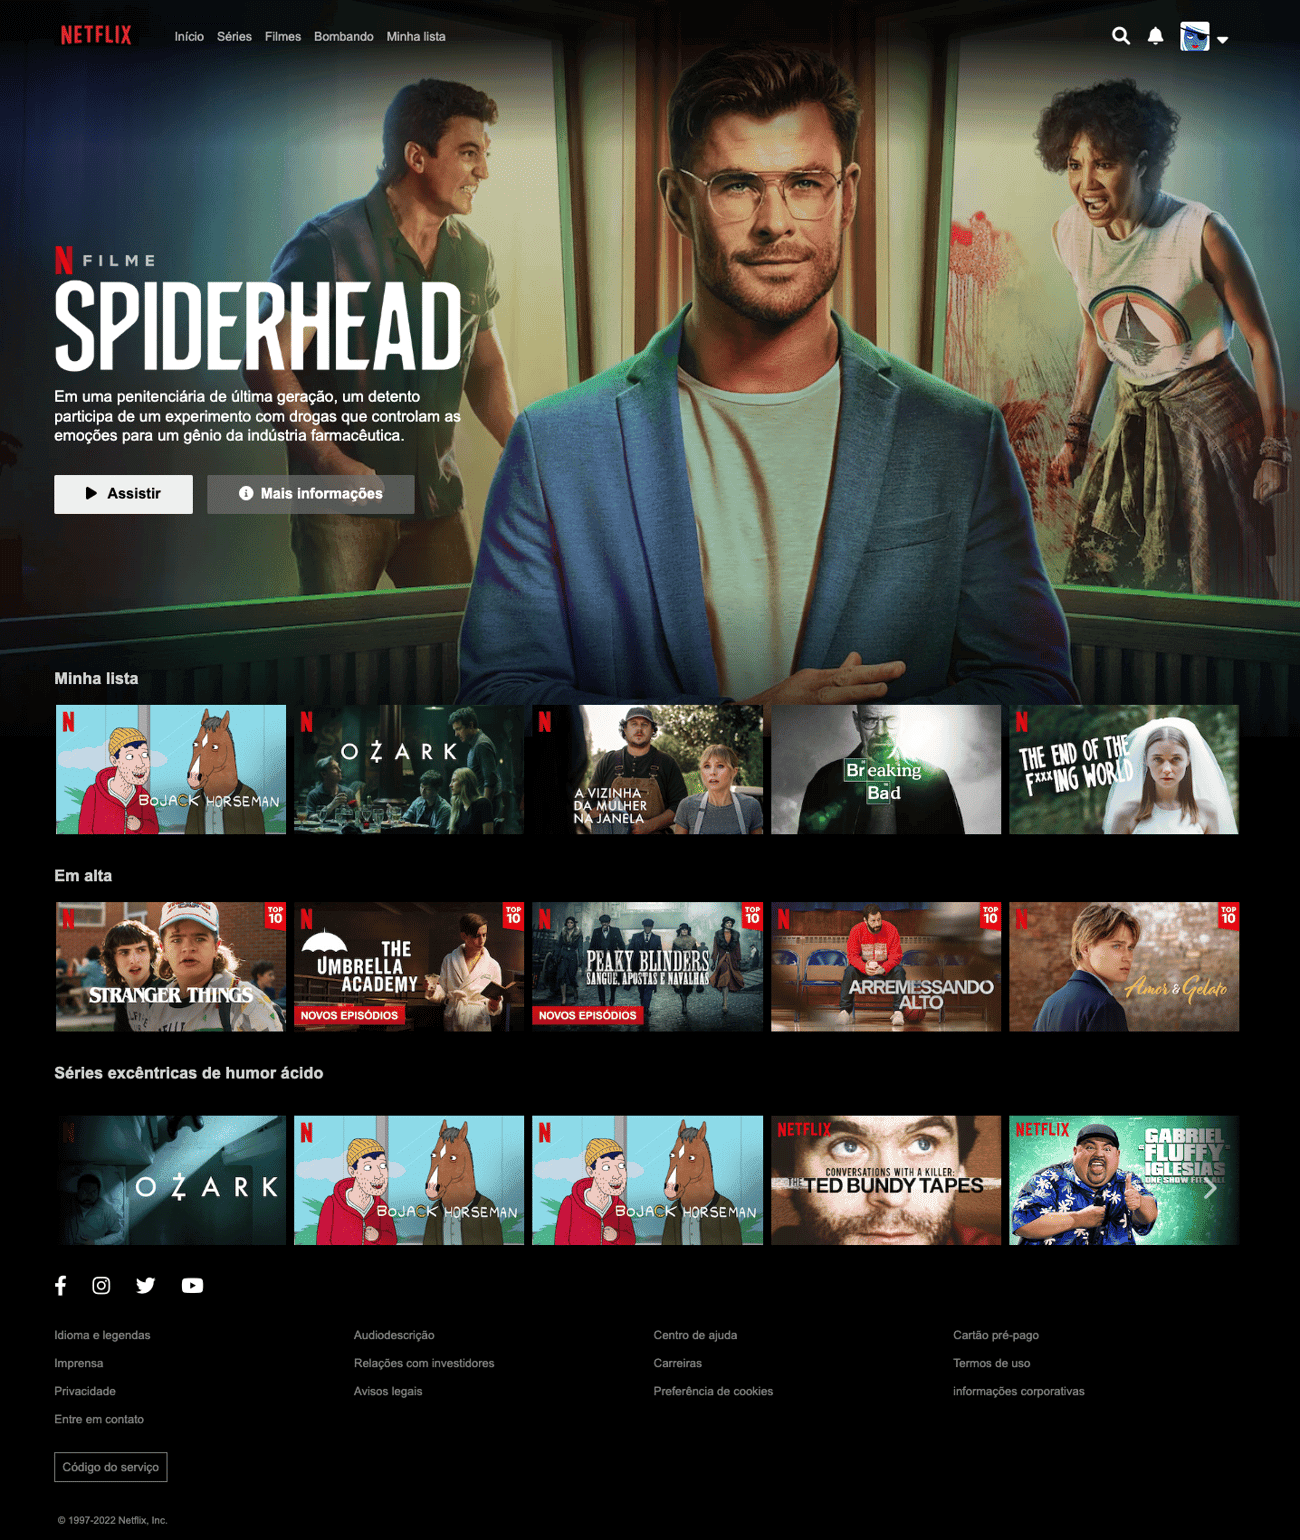 NETFLIX
Início Séries Filmes Bombando Minha lista
N FILME
SPIDERHEAD
Em uma penitenciária de última geração, um detento
participa de um experimento com drogas que controlam as
emoções para um gênio da indústria farmacêutica.
Assistir
Mais informações
Minha lista
N
BOJACK HORSEMAN
N
OZARK
N
A VIZINHA
DA MULHER
NA JANELA
Breaking
Bad
N
THE END OF THE
F***ING WORLD
Em alta
N
TOP
10
STRANGER THINGS
N
TOP
10
THE
UMBRELLA
ACADEMY
NOVOS EPISÓDIOS
N
TOP
10
PEAKY BLINDERS
SANGUE, APOSTAS E NAVALHAS
NOVOS EPISÓDIOS
N
TOP
10
ARREMESSANDO
ALTO
N
TOP
10
Amor & Gelato
Séries excêntricas de humor ácido
N
OZARK
N
BOJACK HORSEMAN
N
BOJACK HORSEMAN
NETFLIX
CONVERSATIONS WITH A KILLER:
THE TED BUNDY TAPES
NETFLIX
GABRIEL
"FLUFFY"
IGLESIAS
ONE SHOW FITS ALL
Idioma e legendas
Audiodescrição
Centro de ajuda
Cartão pré-pago
Imprensa
Relações com investidores
Carreiras
Termos de uso
Privacidade
Avisos legais
Preferência de cookies
informações corporativas
Entre em contato
Código do serviço
© 1997-2022 Netflix, Inc.